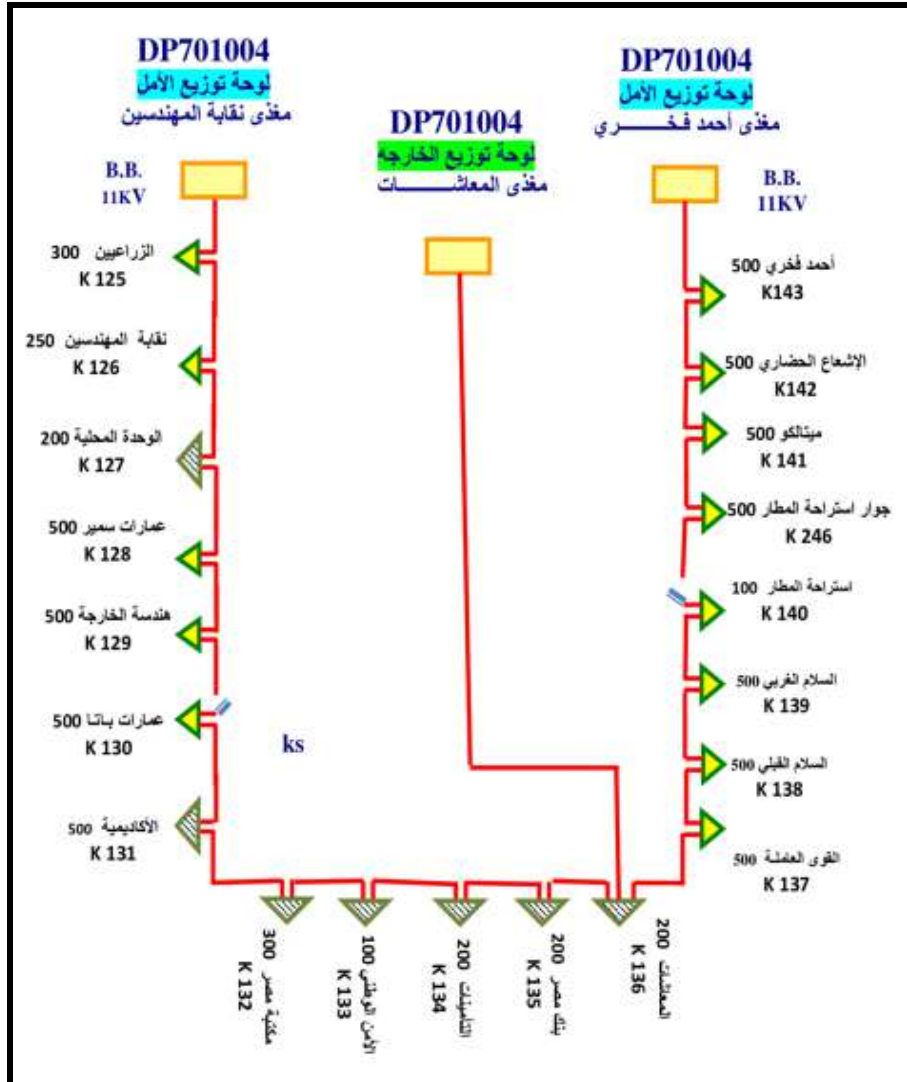 DP701004
لوحة توزيع الأمل
مغذى نقابة المهندسين
B.B.
11KV
الزراعيين 300
K 125
نقابة المهندسين 250
K 126
الوحدة المحلية 200
K 127
عمارات سمير 500
K 128
هندسة الخارجة 500
K 129
عمارات باتا 500
K 130
الأكاديمية 500
K 131
DP701004
لوحة توزيع الخارجه
مغذى المعاشــــــات
ks
DP701004
لوحة توزيع الأمل
مغذى أحمد فخـــــــري
B.B.
11KV
أحمد فخري 500
K143
الإشعاع الحضاري 500
K142
ميتالكو 500
K 141
جوار استراحة المطار 500
K 246
استراحة المطار 100
K 140
السلام الغربي 500
K 139
السلام القبلي 500
K 138
القوى العاملة 500
K 137
مكتبة مصر 300
K 132
الأمن الوطني 100
K 133
التأمينات 200
K 134
بنك مصر 200
K 135
المعاشات 200
K 136